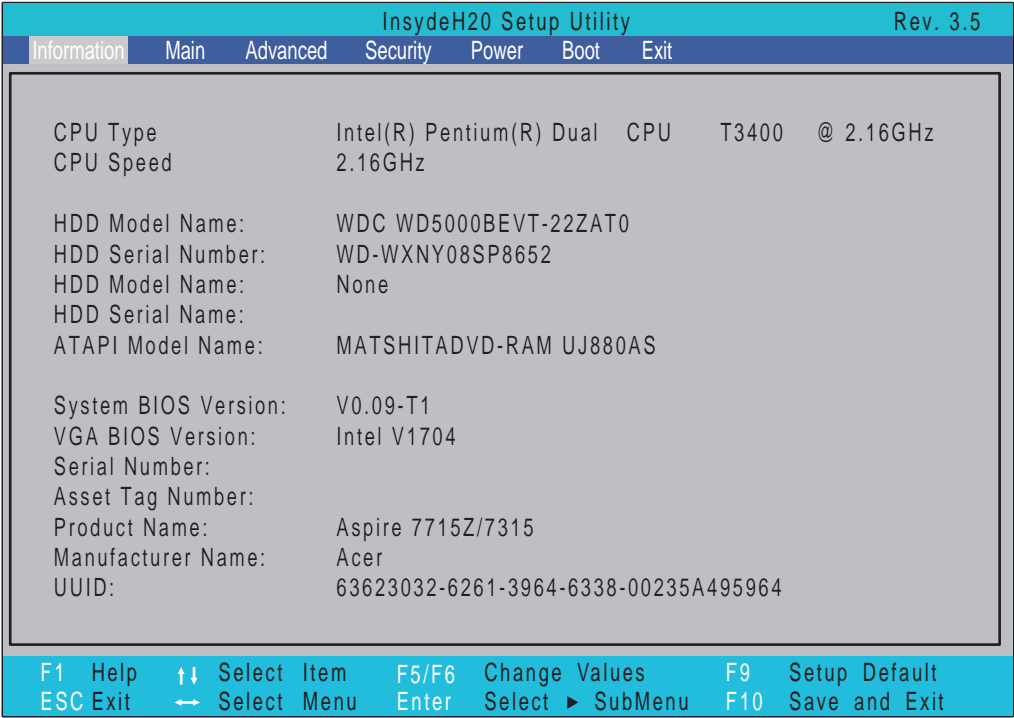 InsydeH20 Setup Utility Rev. 3.5
Information Main Advanced Security Power Boot Exit
CPU Type Intel(R) Pentium(R) Dual CPU T3400 @ 2.16GHz
CPU Speed 2.16GHz
HDD Model Name: WDC WD5000BEVT-22ZAT0
HDD Serial Number: WD-WXNY08SP8652
HDD Model Name: None
HDD Serial Name:
ATAPI Model Name: MATSHITADVD-RAM UJ880AS
System BIOS Version: V0.09-T1
VGA BIOS Version: Intel V1704
Serial Number:
Asset Tag Number:
Product Name: Aspire 7715Z/7315
Manufacturer Name: Acer
UUID: 63623032-6261-3964-6338-00235A495964
F1 Help ↑↓ Select Item F5/F6 Change Values F9 Setup Default
ESC Exit ↔ Select Menu Enter Select ► SubMenu F10 Save and Exit